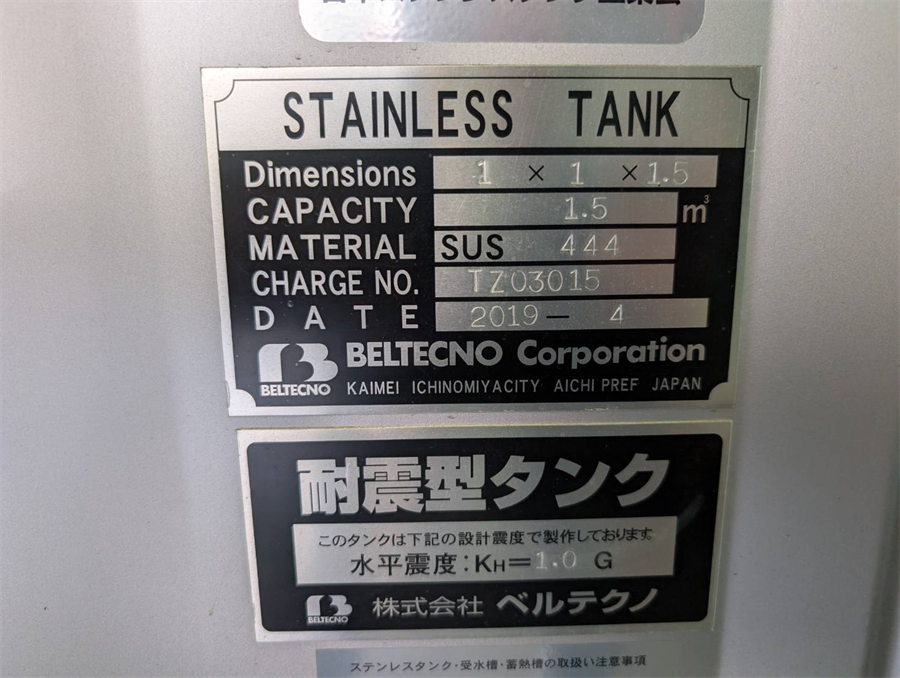 STAINLESS TANK
Dimensions 1 × 1 × 1.5
CAPACITY 1.5 m³
MATERIAL SUS 444
CHARGE NO. TZ03015
DATE 2019 — 4
BELTECNO BELTECNO Corporation
KAIMEI ICHINOMIYACITY AICHI PREF JAPAN
耐震型タンク
このタンクは下記の設計震度で製作しております
水平震度:KH=1.0 G
BELTECNO 株式会社 ベルテクノ
ステンレスタンク・受水槽・蓄熱槽の取扱い注意事項